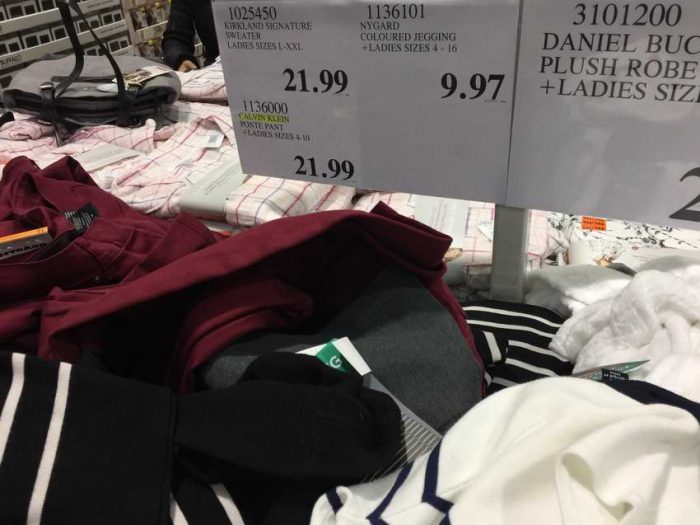 1025450
KIRKLAND SIGNATURE
SWEATER
LADIES SIZES L-XXL
21.99
1136000
CALVIN KLEIN
PONTE PANT
+LADIES SIZES 4-10
21.99
1136101
NYGARD
COLOURED JEGGING
+LADIES SIZES 4 - 16
9.97
3101200
DANIEL BUC
PLUSH ROBE
+LADIES SIZ
2
G